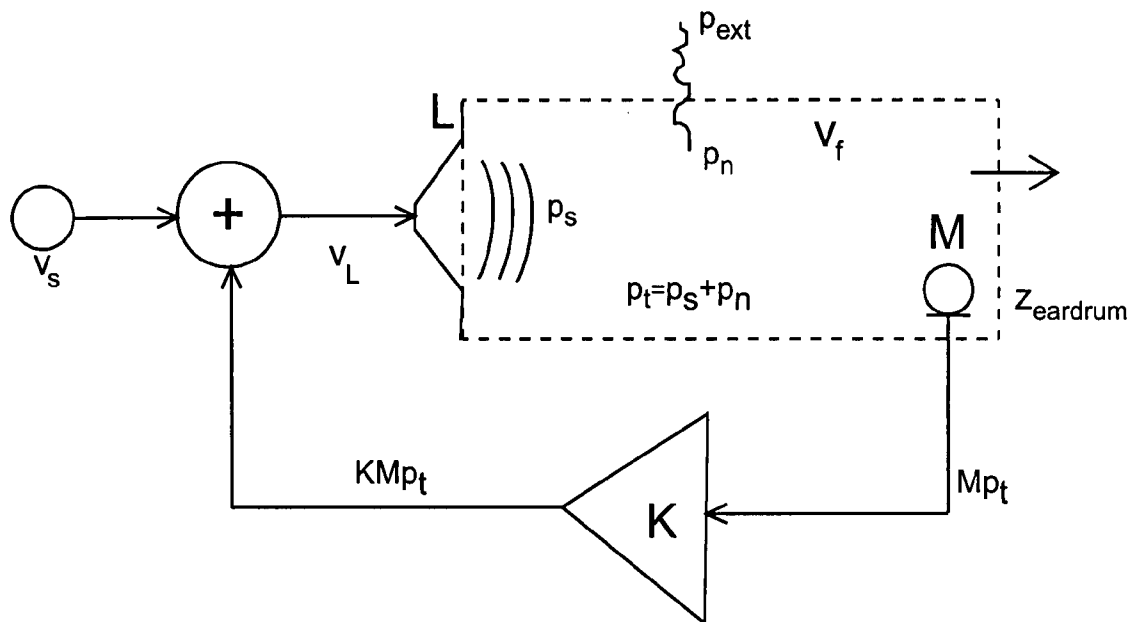 p_ext
L
V_f
p_n
+
p_s
M
v_s
v_L
p_t=p_s+p_n
z_eardrum
KMp_t
Mp_t
K